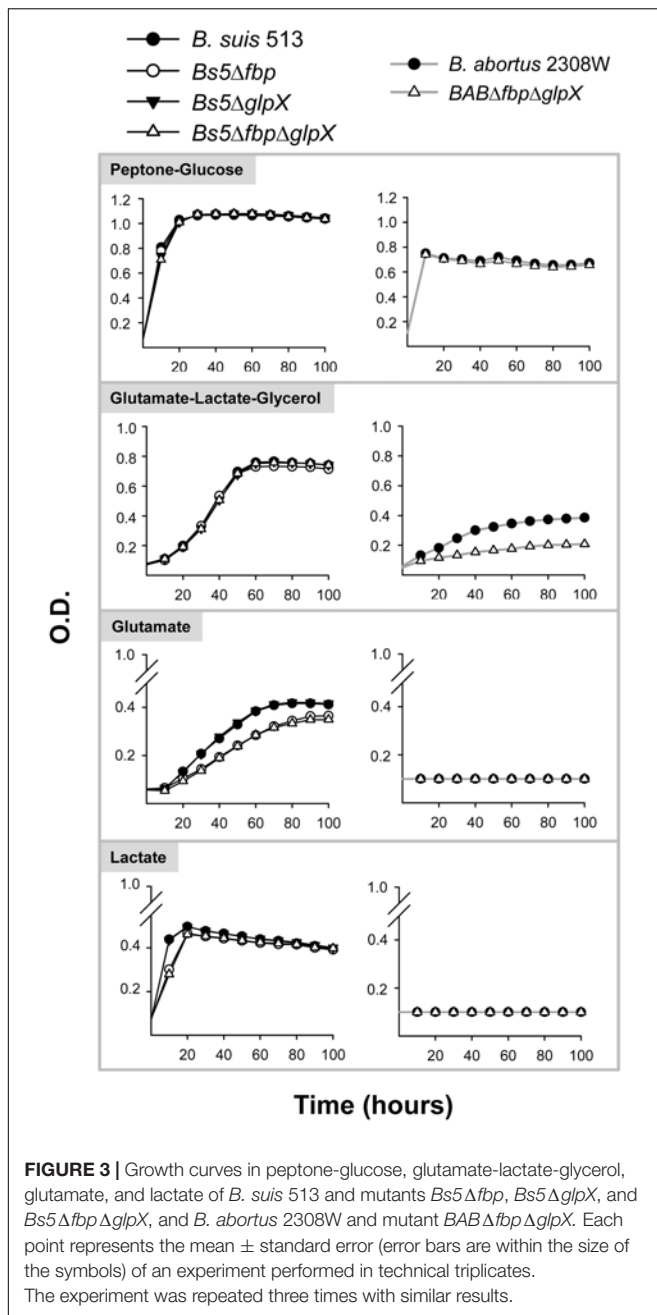 B. suis 513
Bs5Δfbp
Bs5ΔglpX
Bs5ΔfbpΔglpX
B. abortus 2308W
BABΔfbpΔglpX
Peptone-Glucose
1.2
1.0
0.8
0.6
0.4
0.2
20 40 60 80 100
1.2
1.0
0.8
0.6
0.4
0.2
20 40 60 80 100
Glutamate-Lactate-Glycerol
1.0
0.8
0.6
0.4
0.2
20 40 60 80 100
1.0
0.8
0.6
0.4
0.2
20 40 60 80 100
O.D.
Glutamate
1.0
0.4
0.2
20 40 60 80 100
1.0
0.4
0.2
20 40 60 80 100
Lactate
1.0
0.4
0.2
20 40 60 80 100
1.0
0.4
0.2
20 40 60 80 100
Time (hours)
FIGURE 3 | Growth curves in peptone-glucose, glutamate-lactate-glycerol,
glutamate, and lactate of B. suis 513 and mutants Bs5Δfbp, Bs5ΔglpX, and
Bs5ΔfbpΔglpX, and B. abortus 2308W and mutant BABΔfbpΔglpX. Each
point represents the mean ± standard error (error bars are within the size of
the symbols) of an experiment performed in technical triplicates.
The experiment was repeated three times with similar results.